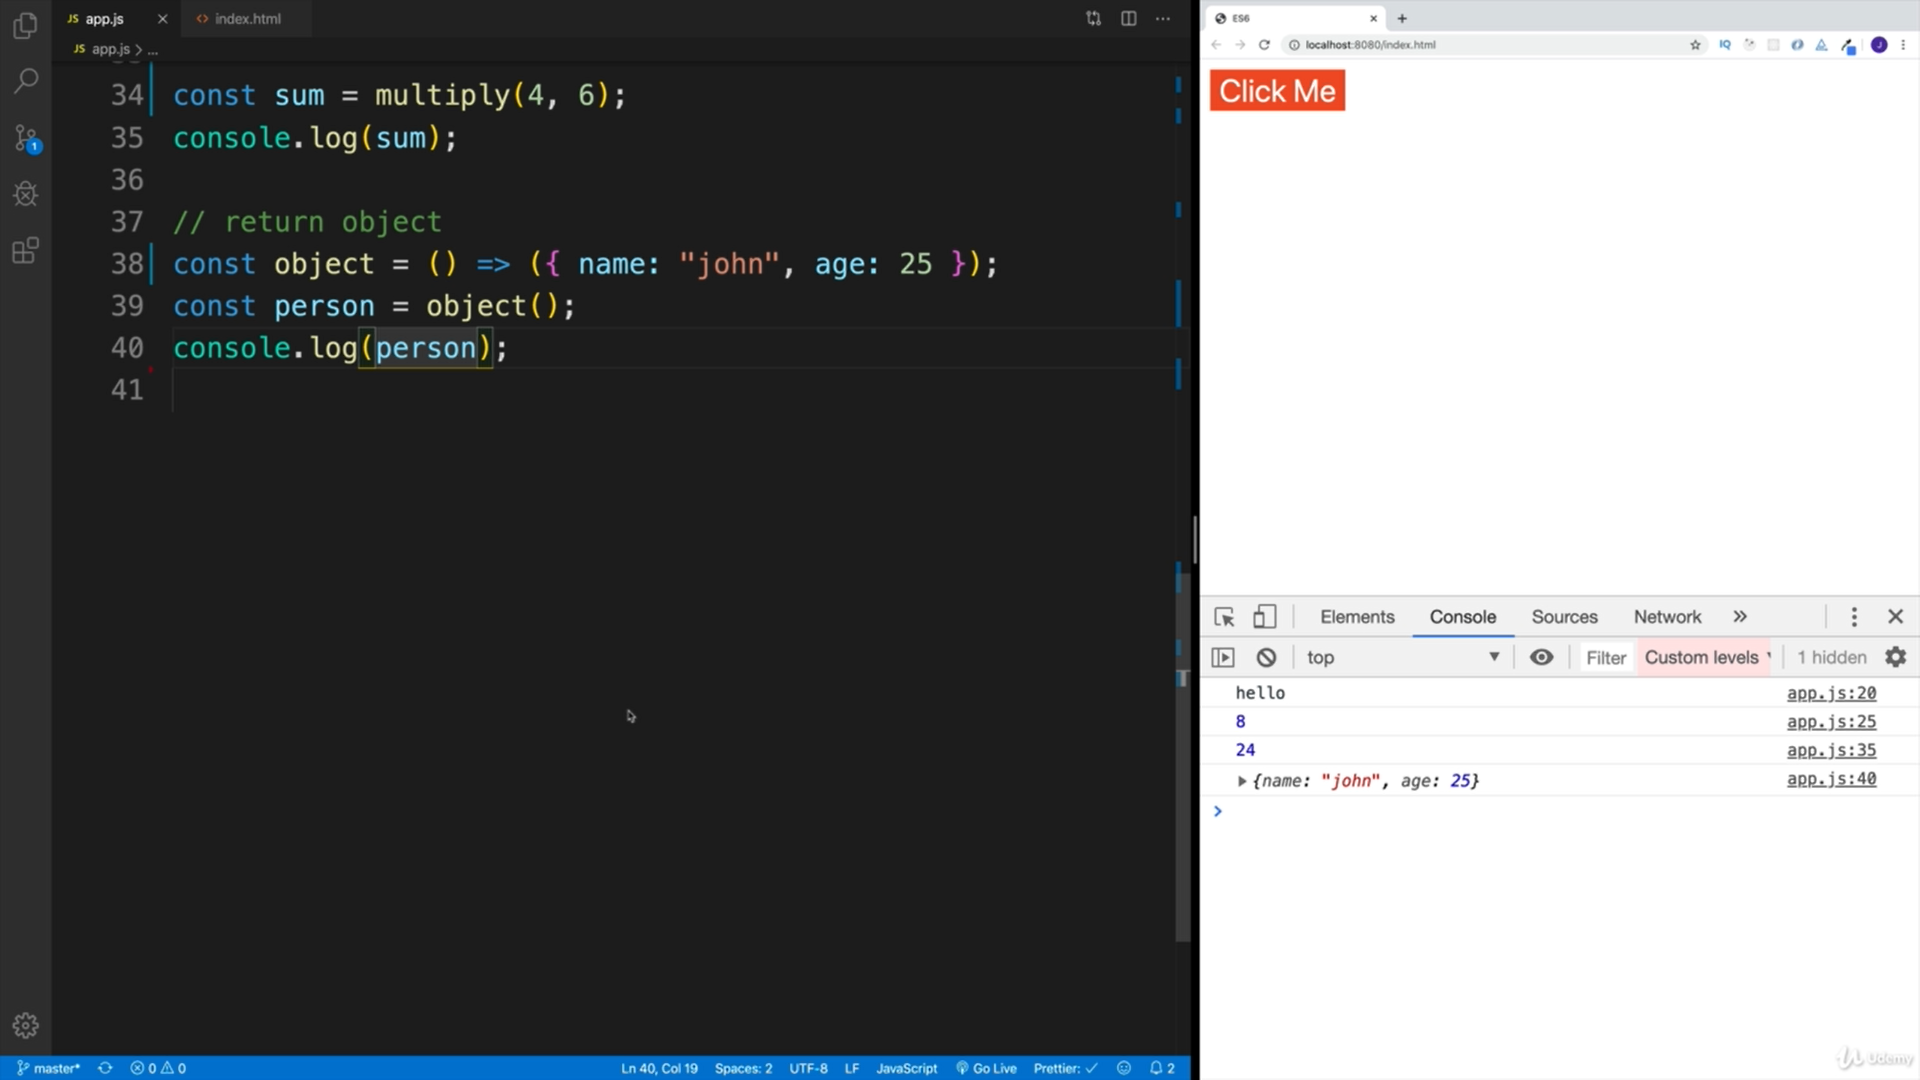 JS app.js
<> index.html
JS app.js > ...
34 const sum = multiply(4, 6);
35 console.log(sum);
36
37 // return object
38 const object = () => ({ name: "john", age: 25 });
39 const person = object();
40 console.log(person);
41
1
master*
0
0
Ln 40, Col 19
Spaces: 2
UTF-8
LF
JavaScript
Go Live
Prettier: ✓
2
ES6
localhost:8080/index.html
IQ
J
Click Me
Elements
Console
Sources
Network
top
Filter
Custom levels
1 hidden
hello app.js:20
8 app.js:25
24 app.js:35
{name: "john", age: 25} app.js:40
Udemy